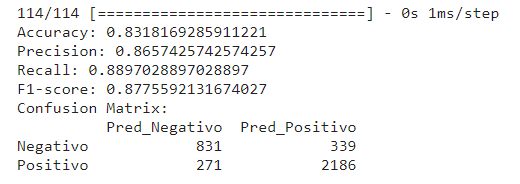 114/114 [==============================] - 0s 1ms/step
Accuracy: 0.8318169285911221
Precision: 0.8657425742574257
Recall: 0.8897028897028897
F1-score: 0.8775592131674027
Confusion Matrix:
Pred_Negativo Pred_Positivo
Negativo 831 339
Positivo 271 2186